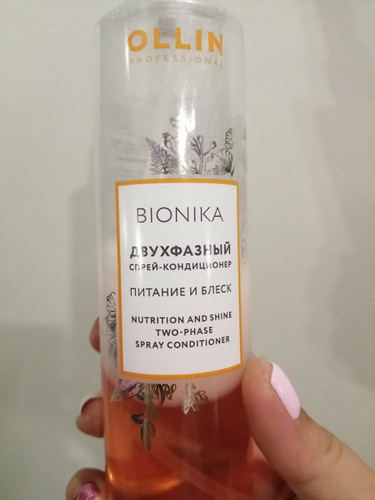 OLLIN
PROFESSIONAL
BIONIKA
ДВУХФАЗНЫЙ
СПРЕЙ-КОНДИЦИОНЕР
ПИТАНИЕ И БЛЕСК
NUTRITION AND SHINE
TWO-PHASE
SPRAY CONDITIONER